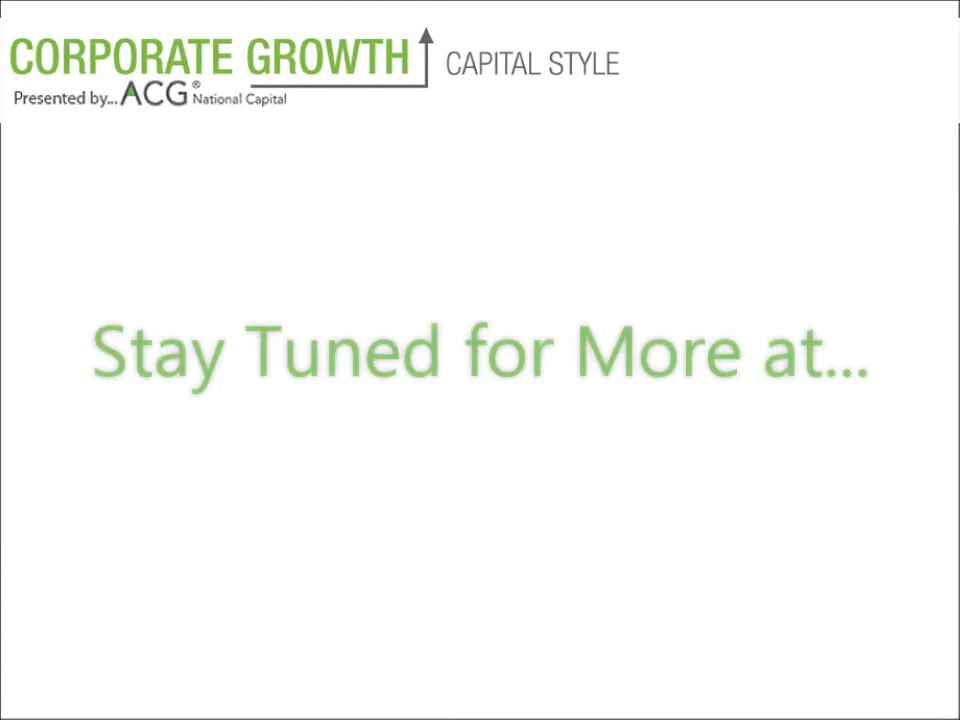 CORPORATE GROWTH CAPITAL STYLE
Presented by... ACG® National Capital
Stay Tuned for More at...